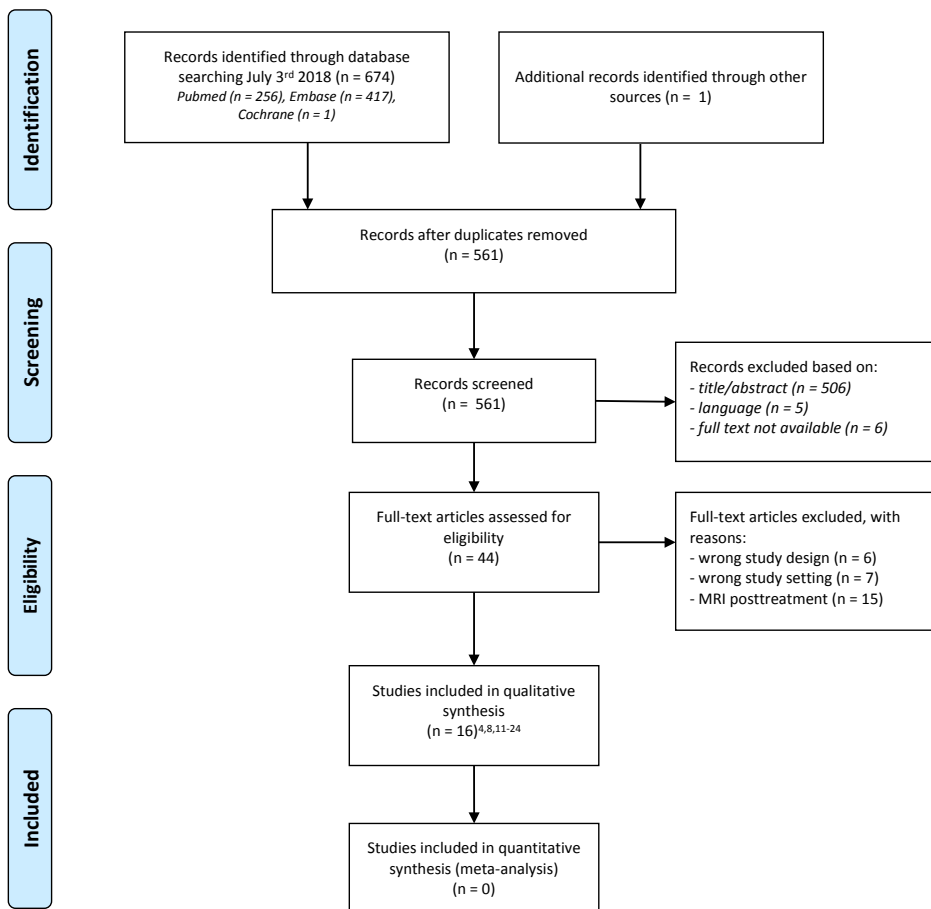 Identification
Records identified through database
searching July 3rd 2018 (n = 674)
Pubmed (n = 256), Embase (n = 417),
Cochrane (n = 1)
Additional records identified through other
sources (n =  1)
Records after duplicates removed
(n = 561)
Screening
Records screened
(n =  561)
Records excluded based on:
- title/abstract (n = 506)
- language (n = 5)
- full text not available (n = 6)
Eligibility
Full-text articles assessed for
eligibility
(n = 44)
Full-text articles excluded, with
reasons:
- wrong study design (n = 6)
- wrong study setting (n = 7)
- MRI posttreatment (n = 15)
Studies included in qualitative
synthesis
(n = 16)4,8,11-24
Included
Studies included in quantitative
synthesis (meta-analysis)
(n = 0)